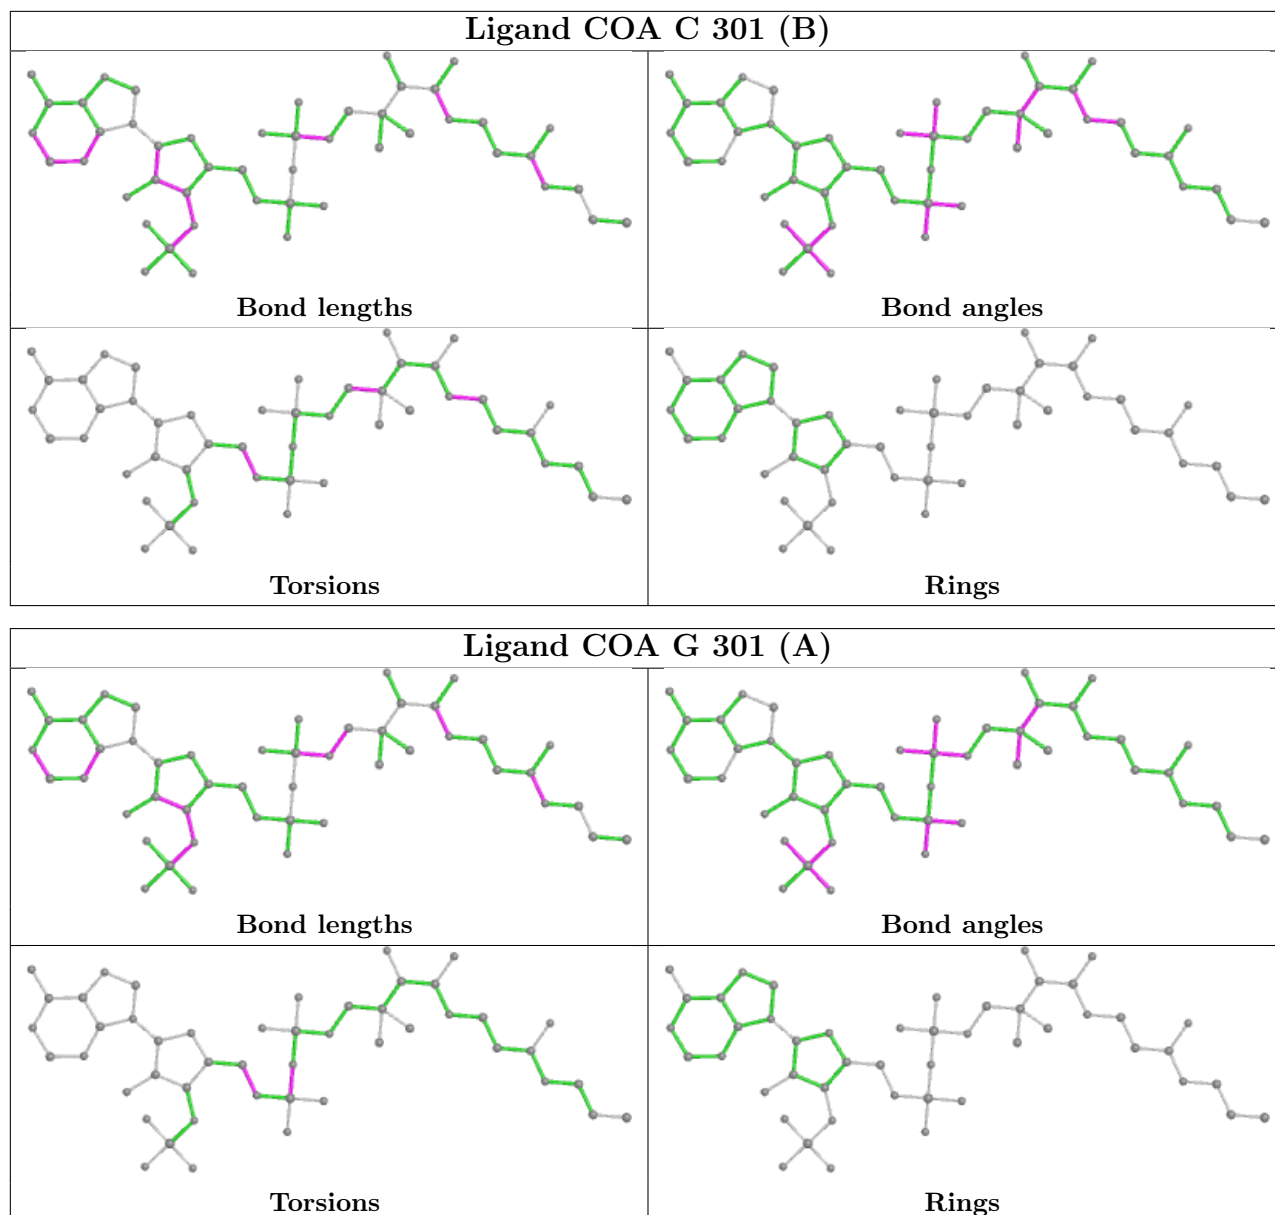 Ligand COA C 301 (B)
Bond lengths
Bond angles
Torsions
Rings
Ligand COA G 301 (A)
Bond lengths
Bond angles
Torsions
Rings